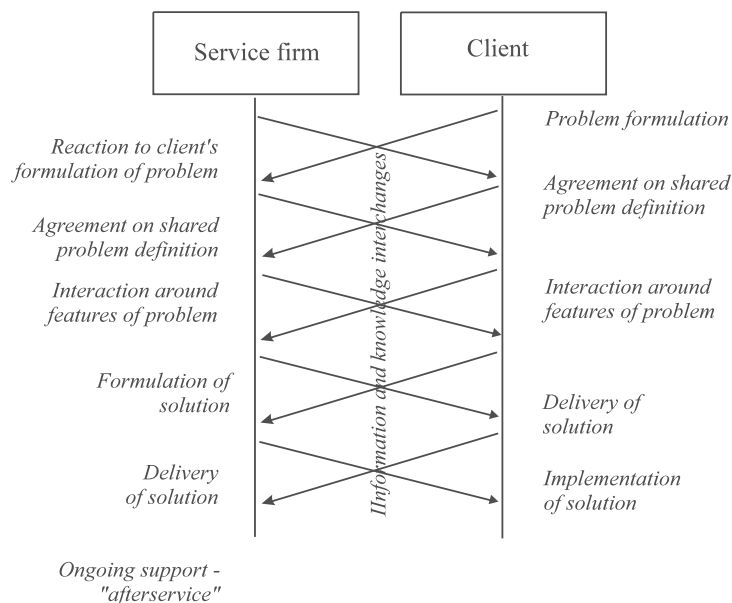 Service firm
Client
Problem formulation
Reaction to client's
formulation of problem
Agreement on shared
problem definition
Agreement on shared
problem definition
Interaction around
features of problem
Interaction around
features of problem
IInformation and knowledge interchanges
Formulation of
solution
Delivery of
solution
Delivery
of solution
Implementation
of solution
Ongoing support -
"afterservice"